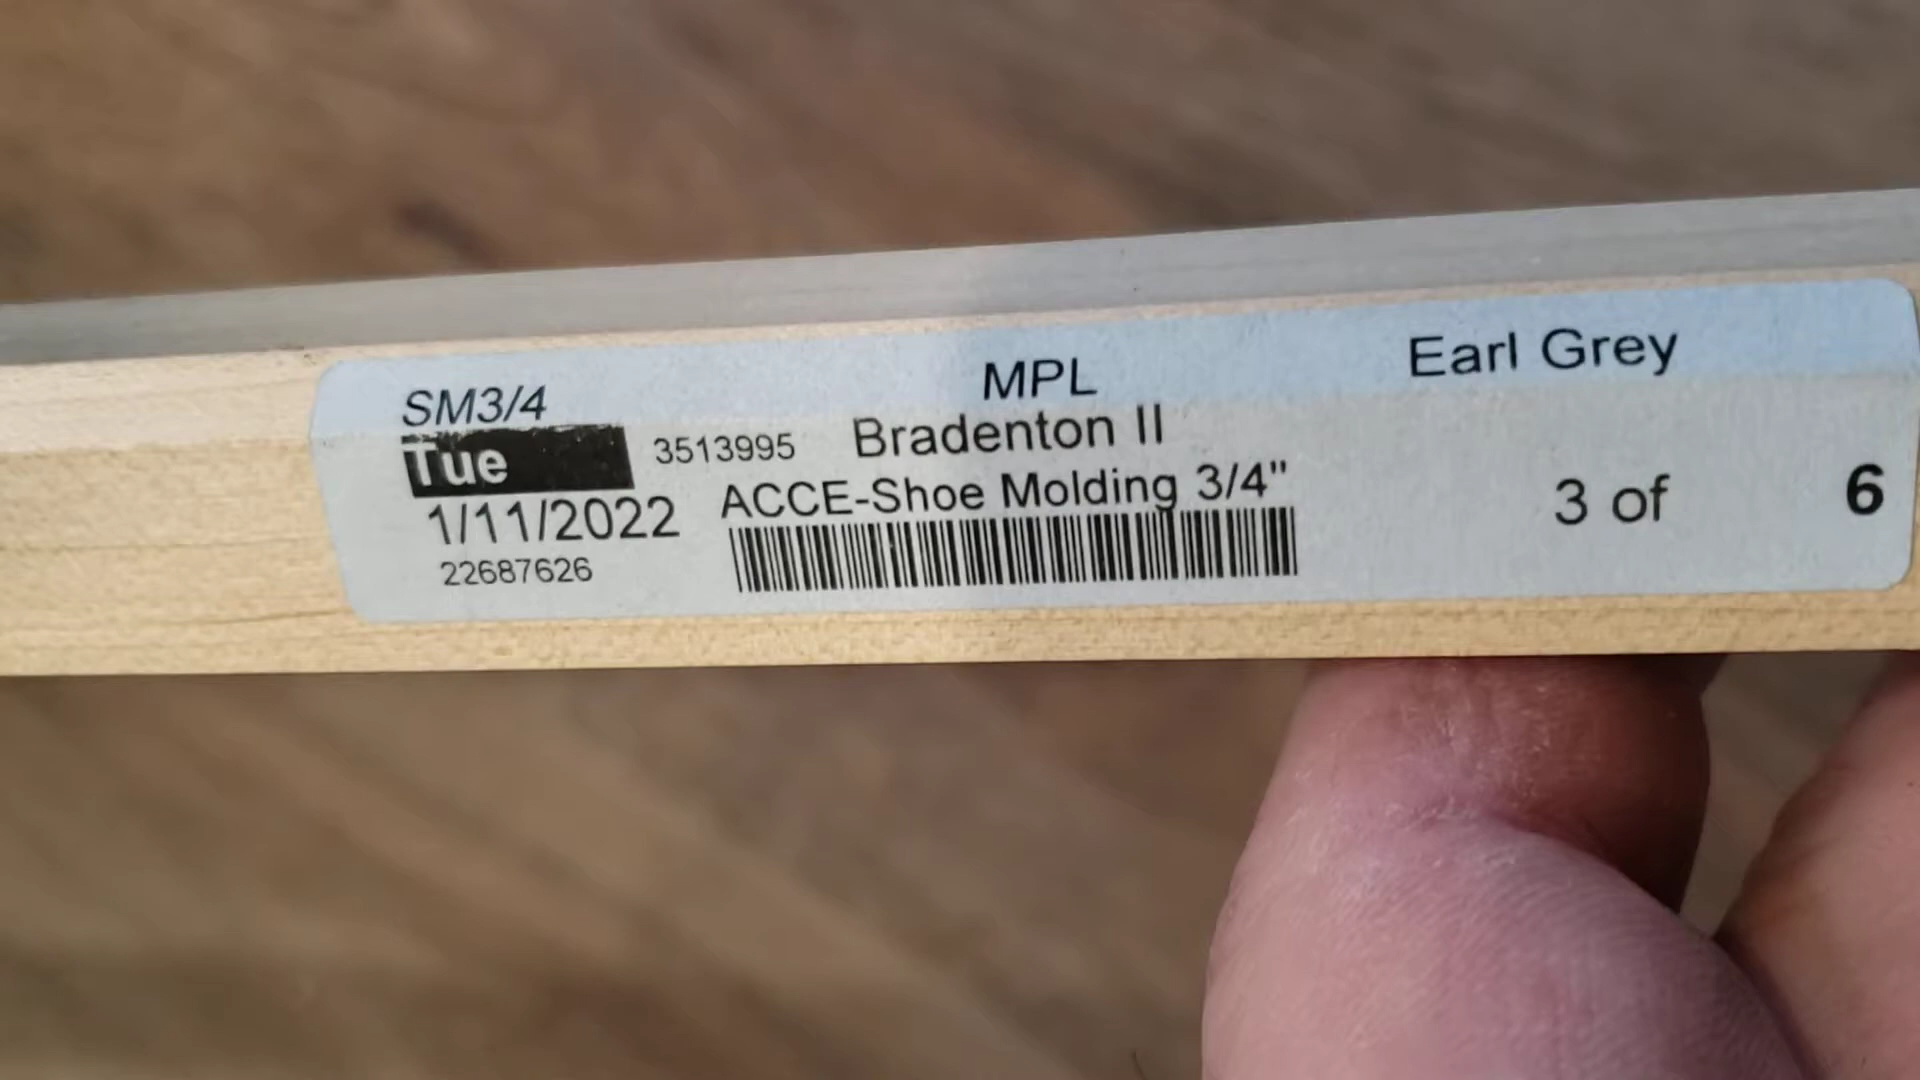 SM3/4 MPL Earl Grey
Tue 3513995 Bradenton II
ACCE-Shoe Molding 3/4" 3 of 6
1/11/2022
22687626